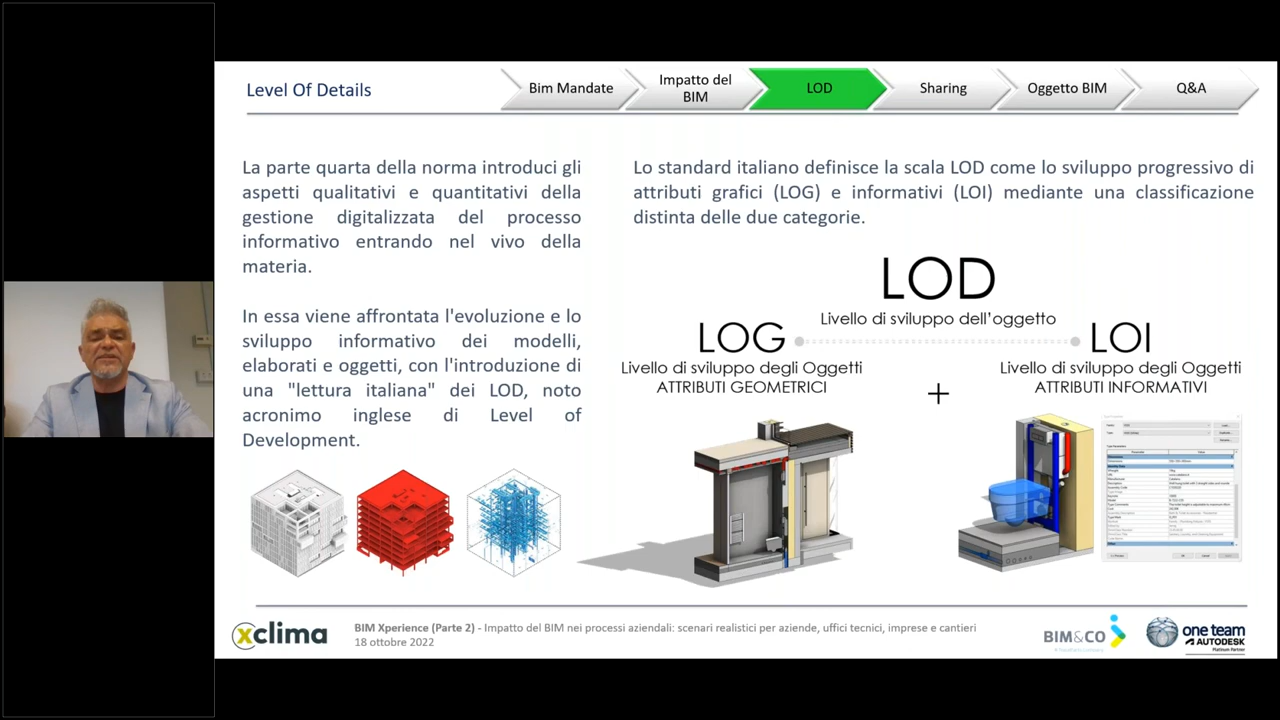 Level Of Details
Bim Mandate
Impatto del
BIM
LOD
Sharing
Oggetto BIM
Q&A
La parte quarta della norma introduci gli
aspetti qualitativi e quantitativi della
gestione digitalizzata del processo
informativo entrando nel vivo della
materia.
In essa viene affrontata l'evoluzione e lo
sviluppo informativo dei modelli,
elaborati e oggetti, con l'introduzione di
una "lettura italiana" dei LOD, noto
acronimo inglese di Level of
Development.
Lo standard italiano definisce la scala LOD come lo sviluppo progressivo di
attributi grafici (LOG) e informativi (LOI) mediante una classificazione
distinta delle due categorie.
LOD
Livello di sviluppo dell'oggetto
LOG
Livello di sviluppo degli Oggetti
ATTRIBUTI GEOMETRICI
+
LOI
Livello di sviluppo degli Oggetti
ATTRIBUTI INFORMATIVI
xclima
BIM Xperience (Parte 2) - Impatto del BIM nei processi aziendali: scenari realistici per aziende, uffici tecnici, imprese e cantieri
18 ottobre 2022
BIM&CO
one team
AUTODESK
Platinum Partner